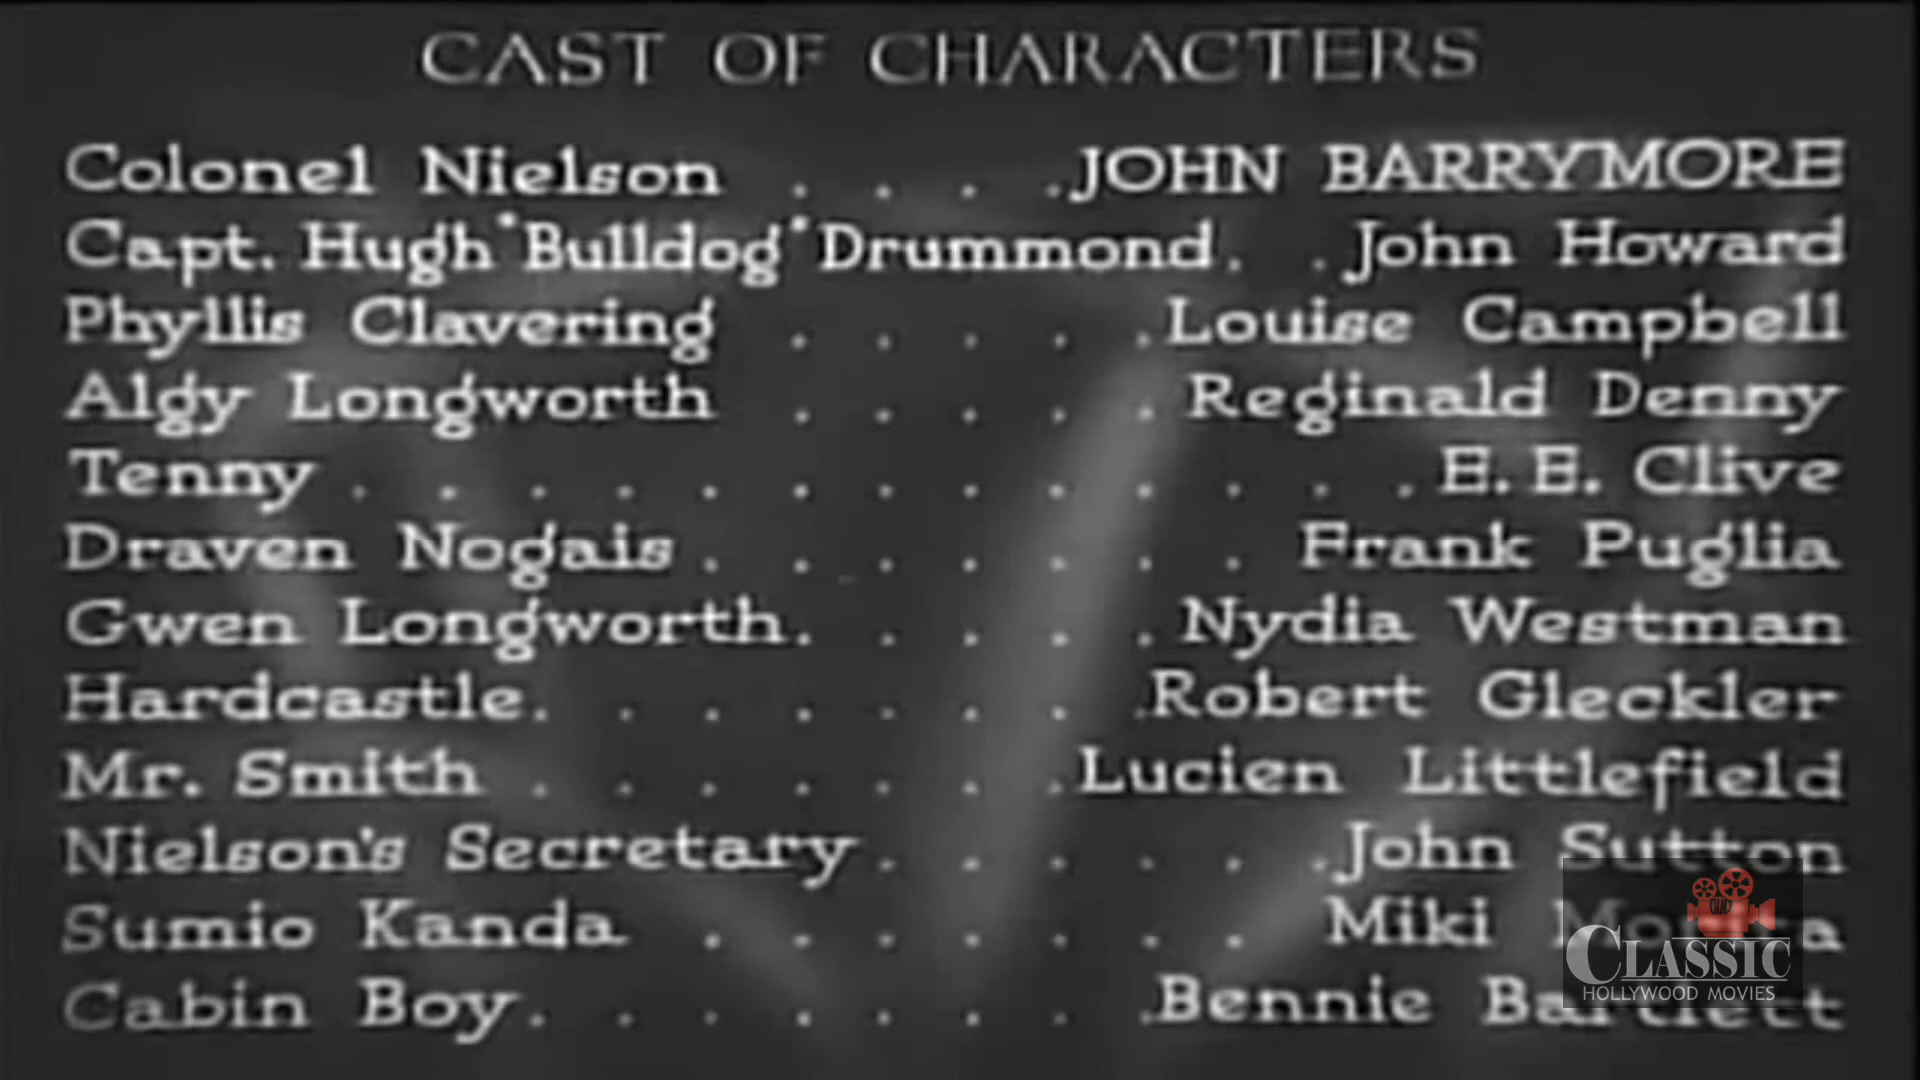 CAST OF CHARACTERS
Colonel Nielson . . . . JOHN BARRYMORE
Capt. Hugh "Bulldog" Drummond . . John Howard
Phyllis Clavering . . . . . Louise Campbell
Algy Longworth . . . . . Reginald Denny
Tenny . . . . . . . . . . . . . E. E. Clive
Draven Nogais . . . . . . . Frank Puglia
Gwen Longworth . . . . . Nydia Westman
Hardcastle . . . . . . . . Robert Gleckler
Mr. Smith . . . . . . . Lucien Littlefield
Nielson's Secretary . . . . . . John Sutton
Sumio Kanda . . . . . . . Miki
Cabin Boy . . . . . . . . Bennie Bartlett
CLASSIC
HOLLYWOOD MOVIES